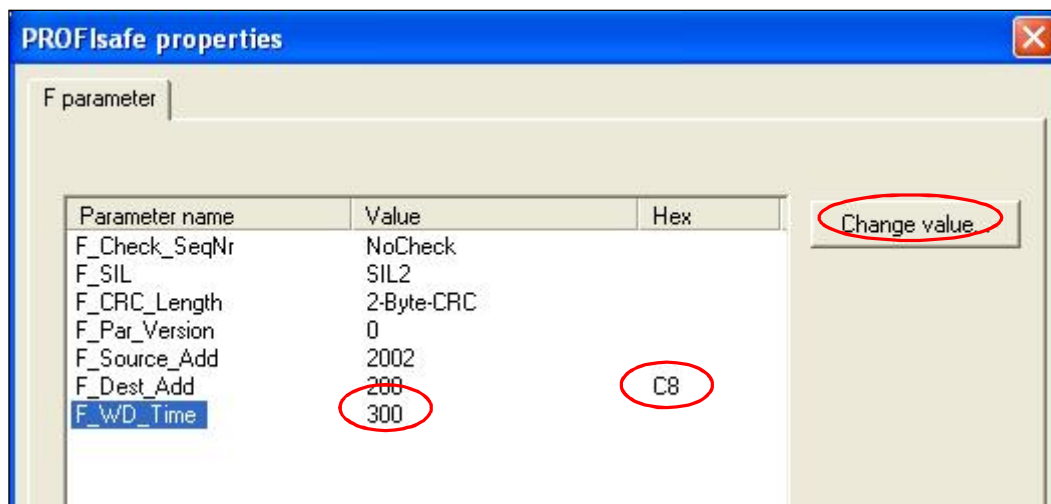 PROFIsafe properties
F parameter
Parameter name Value Hex
Change value...
F_Check_SeqNr NoCheck
F_SIL SIL2
F_CRC_Length 2-Byte-CRC
F_Par_Version 0
F_Source_Add 2002
F_Dest_Add 200 C8
F_WD_Time 300